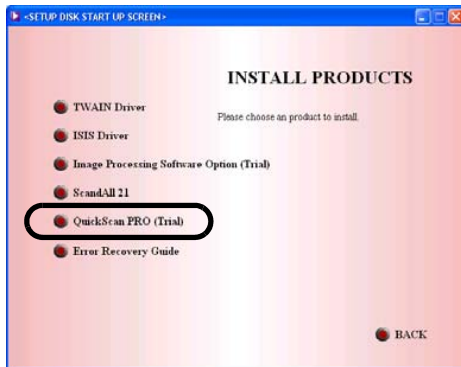 <SETUP DISK START UP SCREEN>
INSTALL PRODUCTS
Please choose an product to install.
TWAIN Driver
ISIS Driver
Image Processing Software Option (Trial)
ScandAll 21
QuickScan PRO (Trial)
Error Recovery Guide
BACK